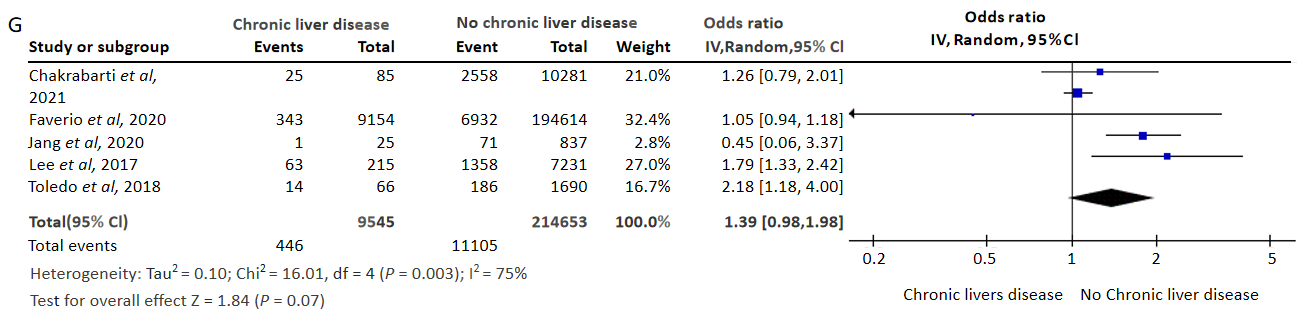 G
Chronic liver disease No chronic liver disease Odds ratio Odds ratio
Study or subgroup Events Total Event Total Weight IV,Random,95% Cl IV,Random, 95%Cl
Chakrabarti et al, 25 85 2558 10281 21.0% 1.26 [0.79, 2.01]
2021
Faverio et al, 2020 343 9154 6932 194614 32.4% 1.05 [0.94, 1.18]
Jang et al, 2020 1 25 71 837 2.8% 0.45 [0.06, 3.37]
Lee et al, 2017 63 215 1358 7231 27.0% 1.79 [1.33, 2.42]
Toledo et al, 2018 14 66 186 1690 16.7% 2.18 [1.18, 4.00]
Total(95% Cl) 9545 214653 100.0% 1.39 [0.98,1.98]
Total events 446 11105
0.2 0.5 1 2 5
Heterogeneity: Tau² = 0.10; Chi² = 16.01, df = 4 (P = 0.003); I² = 75%
Chronic livers disease No Chronic liver disease
Test for overall effect Z = 1.84 (P = 0.07)